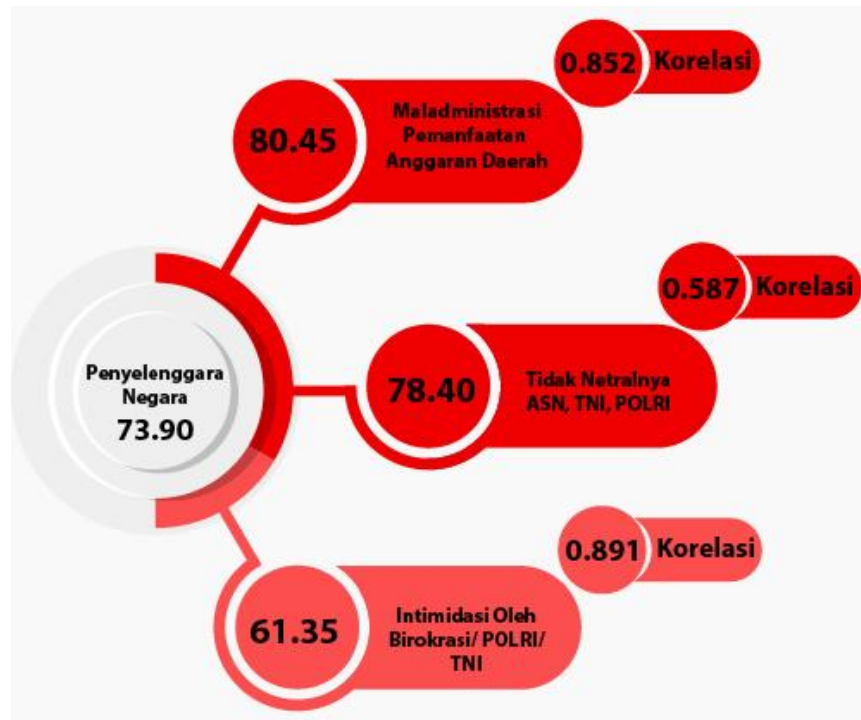 0.852 Korelasi
80.45
Maladministrasi
Pemanfaatan
Anggaran Daerah
0.587 Korelasi
Penyelenggara
Negara
73.90
78.40
Tidak Netralnya
ASN, TNI, POLRI
0.891 Korelasi
61.35
Intimidasi Oleh
Birokrasi/ POLRI/
TNI